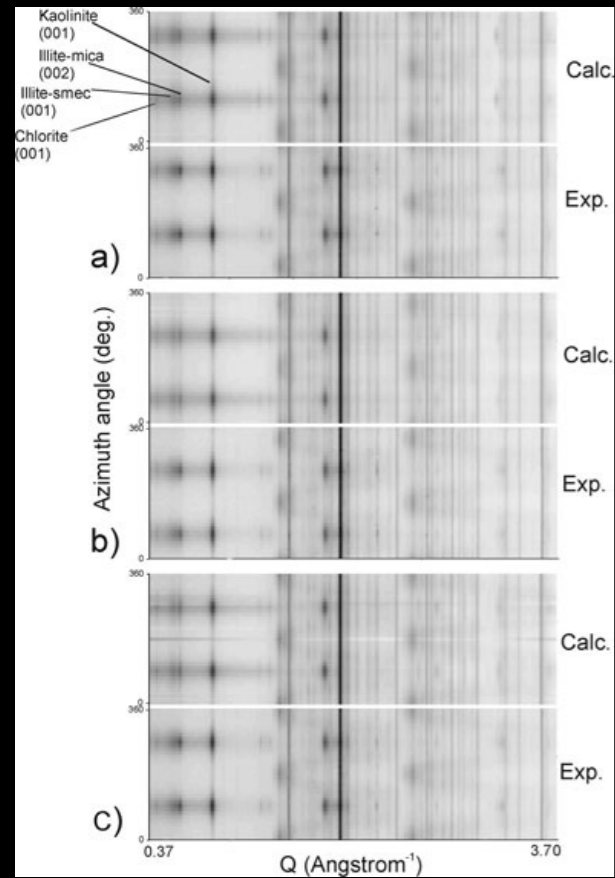 Kaolinite
(001)
Illite-mica
(002)
Illite-smec
(001)
Chlorite
(001)
360
Calc.
0
360
Exp.
a)
0
360
Calc.
0
360
Exp.
b)
0
Azimuth angle (deg.)
360
Calc.
0
360
Exp.
c)
0
0.37
Q (Angstrom⁻¹)
3.70